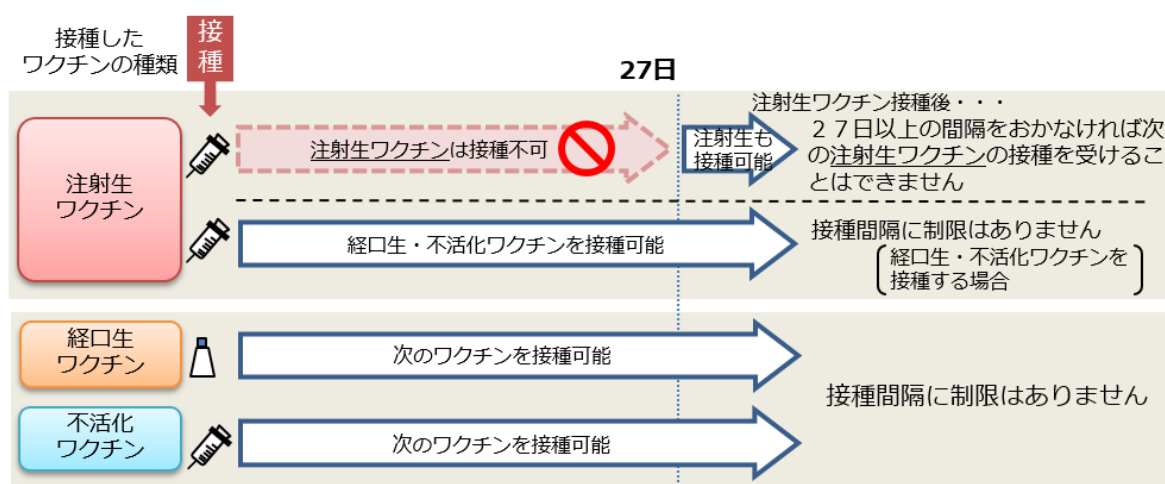 接種した
ワクチンの種類
接種
27日
注射生
ワクチン
注射生ワクチンは接種不可
注射生も
接種可能
注射生ワクチン接種後・・・
２７日以上の間隔をおかなければ次
の注射生ワクチンの接種を受けるこ
とはできません
経口生・不活化ワクチンを接種可能
接種間隔に制限はありません
経口生・不活化ワクチンを
接種する場合
経口生
ワクチン
次のワクチンを接種可能
不活化
ワクチン
次のワクチンを接種可能
接種間隔に制限はありません